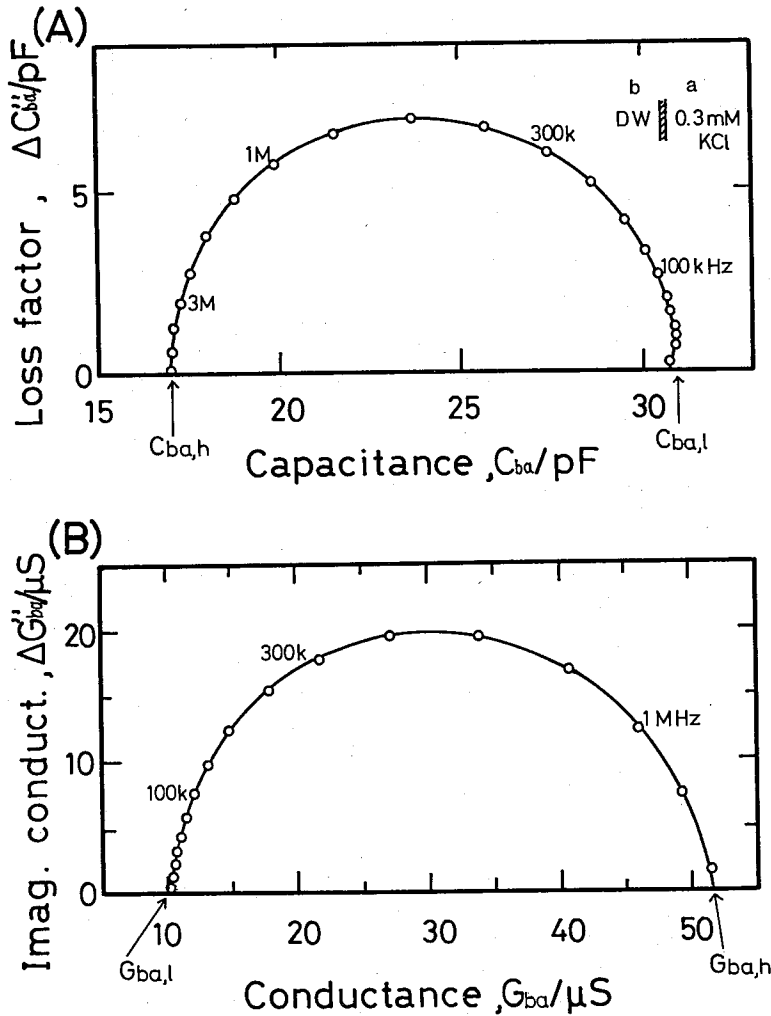 (A)
Loss factor , ΔC″ba/pF
5
0
1M
300k
3M
100kHz
b a
DW 0.3mM
KCl
15 20 25 30
Cba,h
Cba,l
Capacitance ,Cba/pF
(B)
Imag. conduct. ,ΔG″ba/μS
20
10
0
300k
100k
1MHz
10 20 30 40 50
Gba,l
Gba,h
Conductance ,Gba/μS